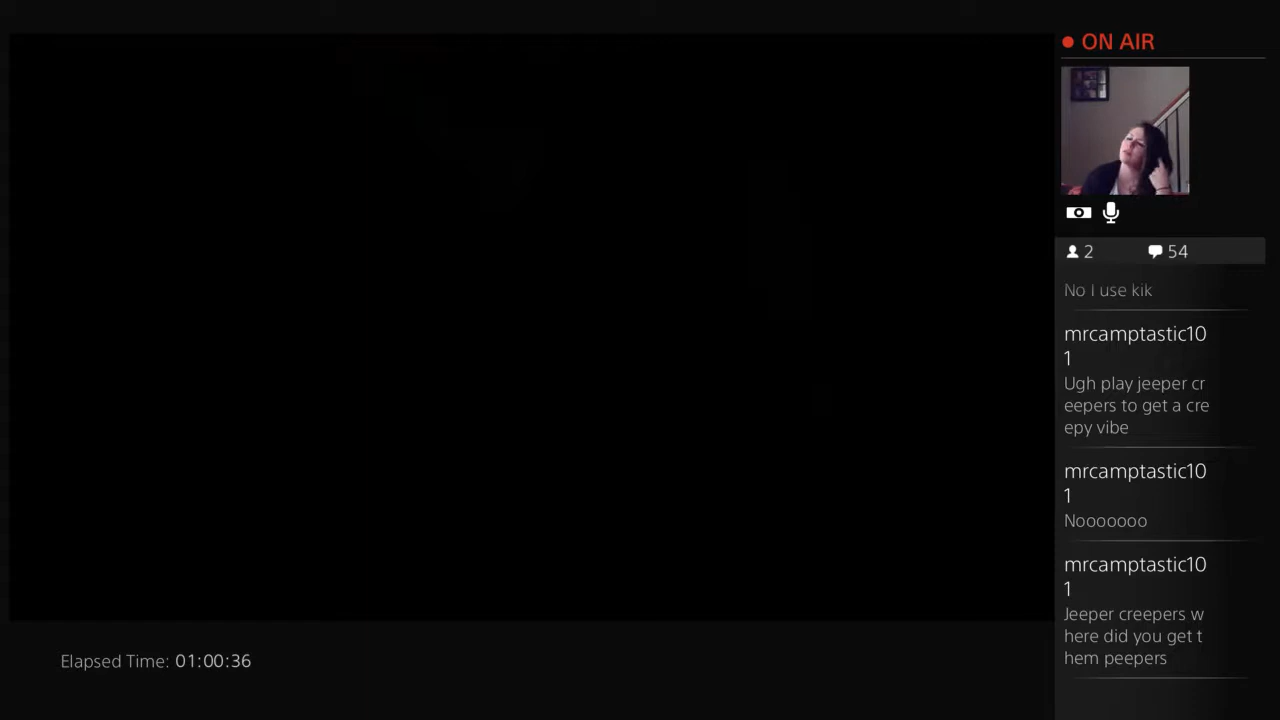 ON AIR
2 54
No I use kik
mrcamptastic10
1
Ugh play jeeper cr
eepers to get a cre
epy vibe
mrcamptastic10
1
Nooooooo
mrcamptastic10
1
Jeeper creepers w
here did you get t
hem peepers
Elapsed Time: 01:00:36